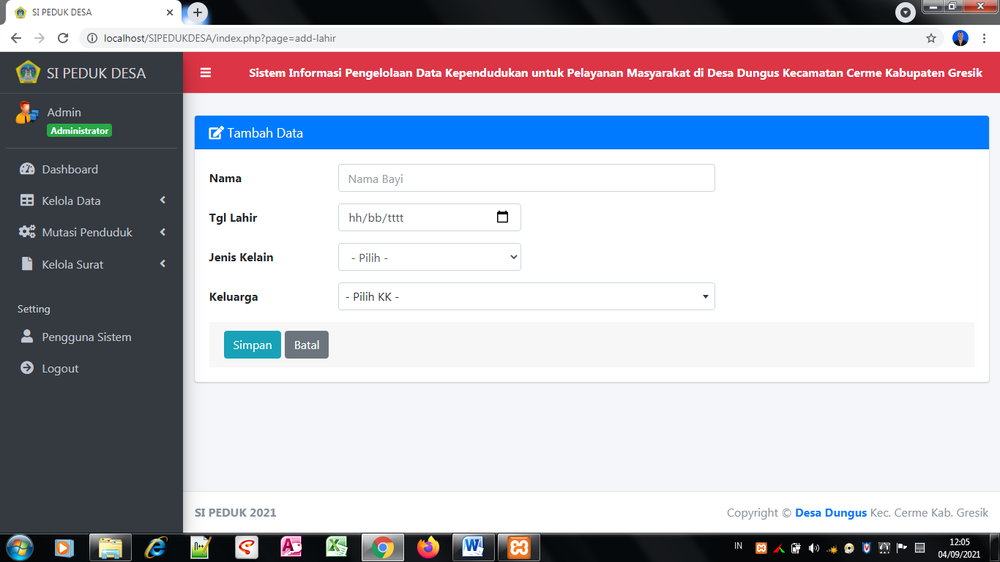 SI PEDUK DESA
localhost/SIPEDUKDESA/index.php?page=add-lahir
SI PEDUK DESA
Sistem Informasi Pengelolaan Data Kependudukan untuk Pelayanan Masyarakat di Desa Dungus Kecamatan Cerme Kabupaten Gresik
Admin
Administrator
Dashboard
Kelola Data
Mutasi Penduduk
Kelola Surat
Setting
Pengguna Sistem
Logout
Tambah Data
Nama
Nama Bayi
Tgl Lahir
hh/bb/tttt
Jenis Kelain
- Pilih -
Keluarga
- Pilih KK -
Simpan Batal
SI PEDUK 2021
Copyright © Desa Dungus Kec. Cerme Kab. Gresik
IN
12:05
04/09/2021